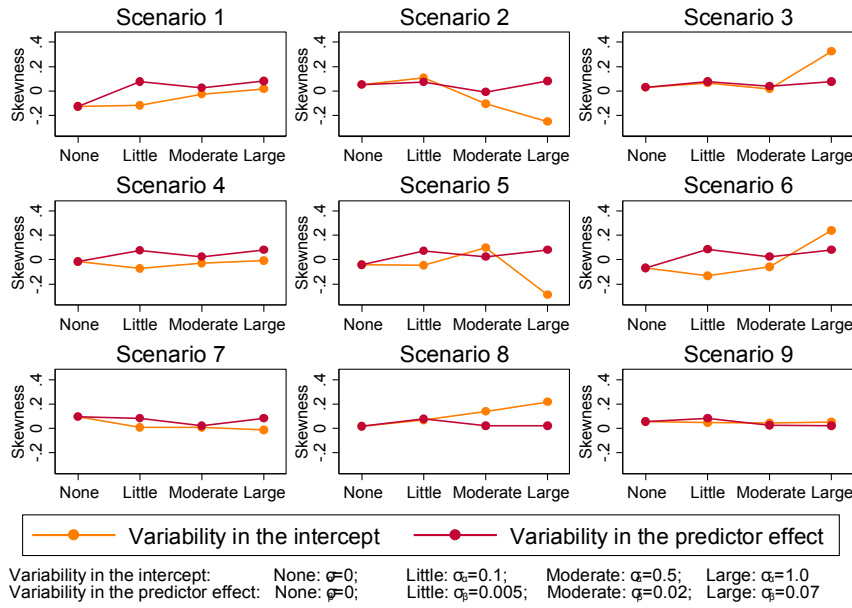 Scenario 1 Scenario 2 Scenario 3
Skewness Skewness Skewness
.4 .4 .4
.2 .2 .2
0 0 0
-.2 -.2 -.2
None Little Moderate Large None Little Moderate Large None Little Moderate Large
Scenario 4 Scenario 5 Scenario 6
Skewness Skewness Skewness
.4 .4 .4
.2 .2 .2
0 0 0
-.2 -.2 -.2
None Little Moderate Large None Little Moderate Large None Little Moderate Large
Scenario 7 Scenario 8 Scenario 9
Skewness Skewness Skewness
.4 .4 .4
.2 .2 .2
0 0 0
-.2 -.2 -.2
None Little Moderate Large None Little Moderate Large None Little Moderate Large
Variability in the intercept Variability in the predictor effect
Variability in the intercept: None: =0; Little: σα=0.1; Moderate: σα=0.5; Large: σα=1.0
Variability in the predictor effect: None: =0; Little: σβ=0.005; Moderate: σβ=0.02; Large: σβ=0.07